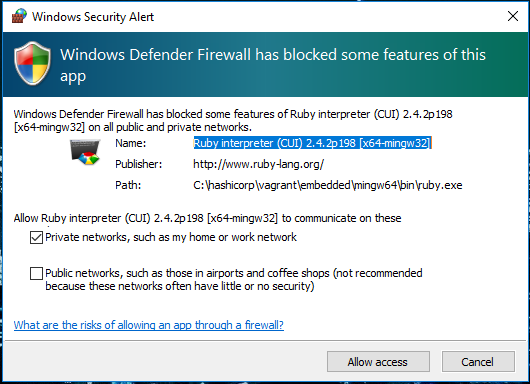 Windows Security Alert
Windows Defender Firewall has blocked some features of this
app
Windows Defender Firewall has blocked some features of Ruby interpreter (CUI) 2.4.2p198
[x64-mingw32] on all public and private networks.
Name: Ruby interpreter (CUI) 2.4.2p198 [x64-mingw32]
Publisher: http://www.ruby-lang.org/
Path: C:\hashicorp\vagrant\embedded\mingw64\bin\ruby.exe
Allow Ruby interpreter (CUI) 2.4.2p198 [x64-mingw32] to communicate on these
Private networks, such as my home or work network
Public networks, such as those in airports and coffee shops (not recommended
because these networks often have little or no security)
What are the risks of allowing an app through a firewall?
Allow access Cancel